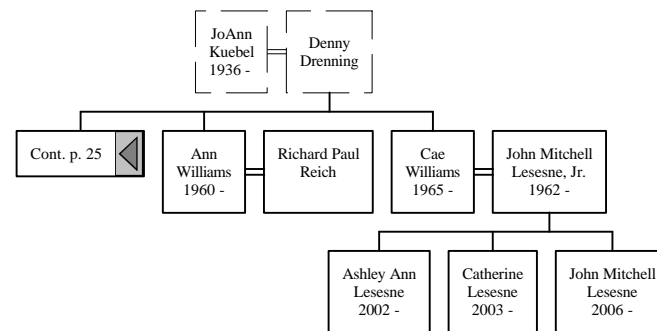 JoAnn
Kuebel
1936 -
Denny
Drenning
Cont. p. 25
Ann
Williams
1960 -
Richard Paul
Reich
Cae
Williams
1965 -
John Mitchell
Lesesne, Jr.
1962 -
Ashley Ann
Lesesne
2002 -
Catherine
Lesesne
2003 -
John Mitchell
Lesesne
2006 -